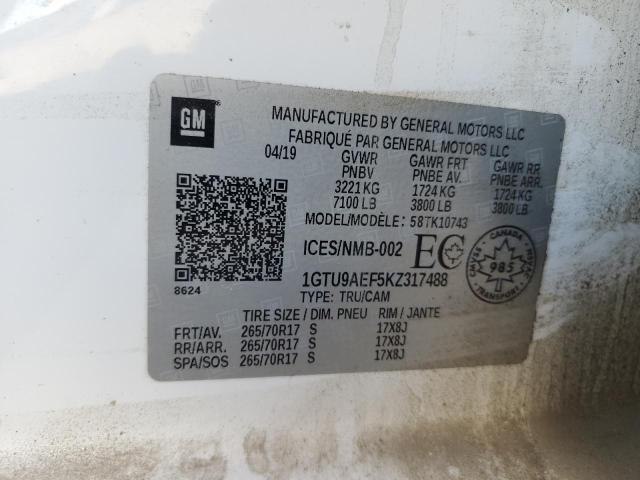 GM
MANUFACTURED BY GENERAL MOTORS LLC
FABRIQUÉ PAR GENERAL MOTORS LLC
04/19 GVWR GAWR FRT GAWR RR
PNBV PNBE AV. PNBE ARR.
3221 KG 1724 KG 1724 KG
7100 LB 3800 LB 3800 LB
MODEL/MODÈLE: 58TK10743
ICES/NMB-002 EC
CANADA
985
CMVSS
TRANSPORT
1GTU9AEF5KZ317488
8624
TYPE: TRU/CAM
TIRE SIZE / DIM. PNEU RIM / JANTE
FRT/AV. 265/70R17 S 17X8J
RR/ARR. 265/70R17 S 17X8J
SPA/SOS 265/70R17 S 17X8J